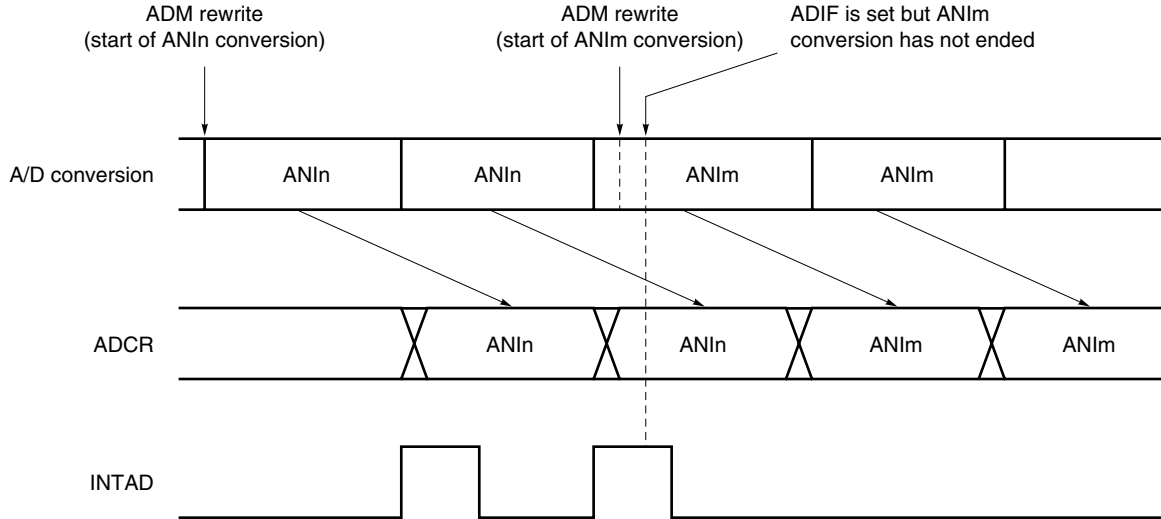 ADM rewrite
(start of ANIn conversion)
ADM rewrite
(start of ANIm conversion)
ADIF is set but ANIm
conversion has not ended
A/D conversion
ANIn
ANIn
ANIm
ANIm
ADCR
ANIn
ANIn
ANIm
ANIm
INTAD